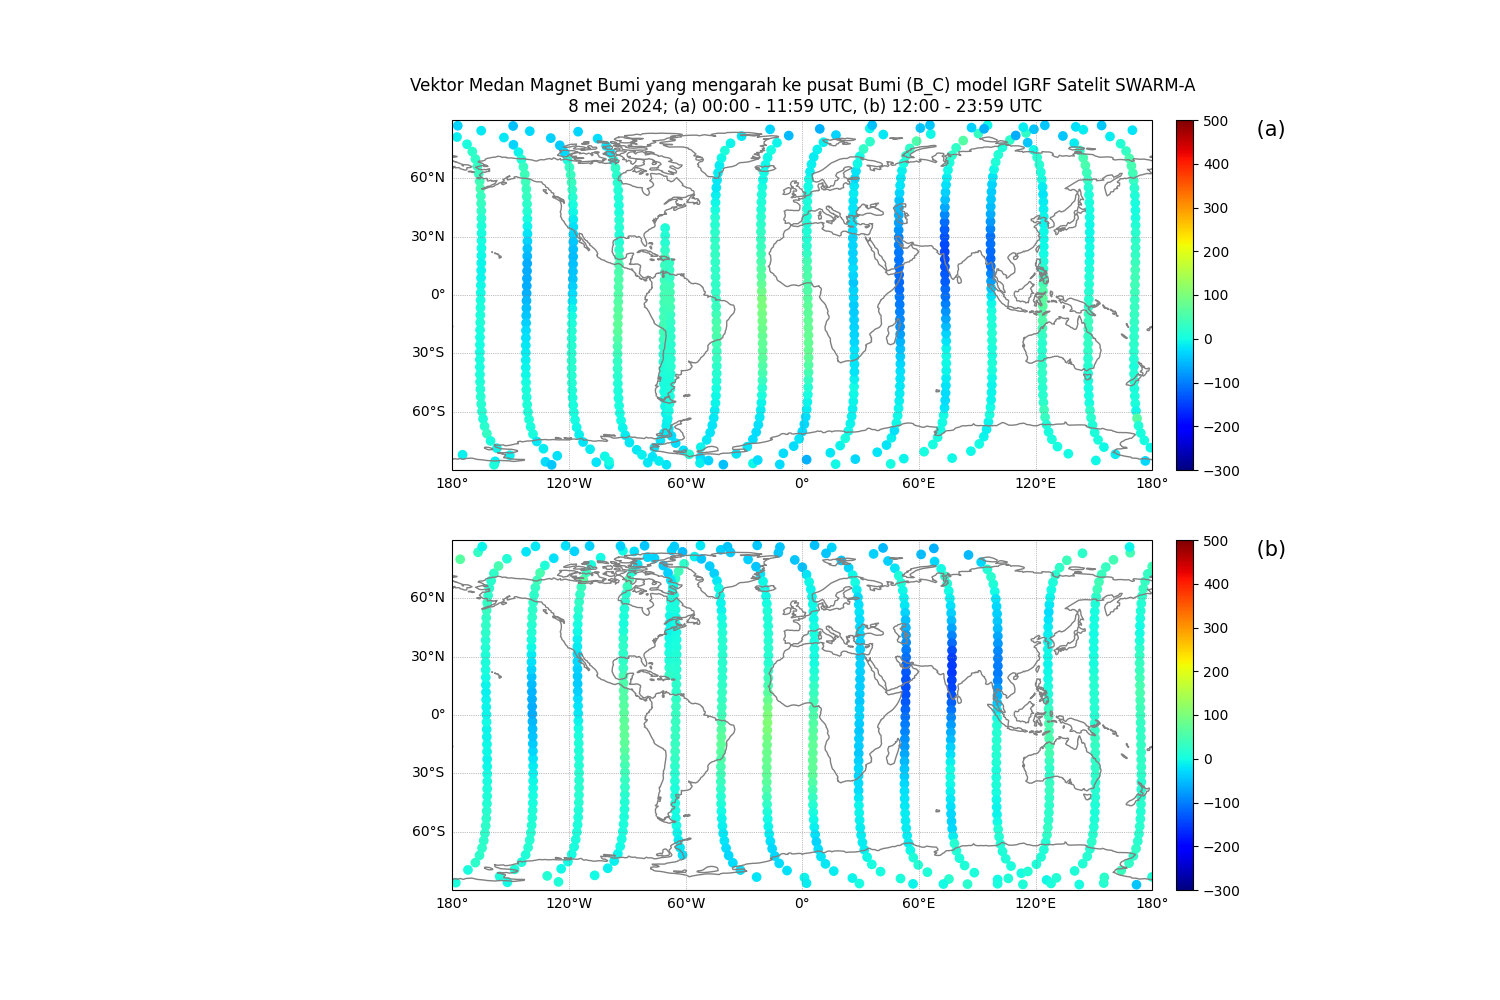 Vektor Medan Magnet Bumi yang mengarah ke pusat Bumi (B_C) model IGRF Satelit SWARM-A
8 mei 2024; (a) 00:00 - 11:59 UTC, (b) 12:00 - 23:59 UTC
(a)
60°N
30°N
0°
30°S
60°S
180°
120°W
60°W
0°
60°E
120°E
180°
500
400
300
200
100
0
−100
−200
−300
(b)
60°N
30°N
0°
30°S
60°S
180°
120°W
60°W
0°
60°E
120°E
180°
500
400
300
200
100
0
−100
−200
−300